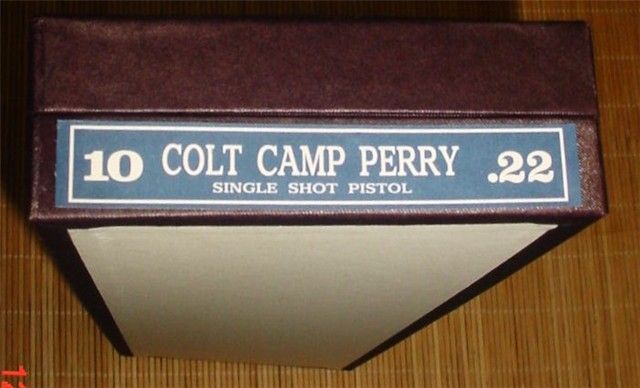 10 COLT CAMP PERRY .22
SINGLE SHOT PISTOL